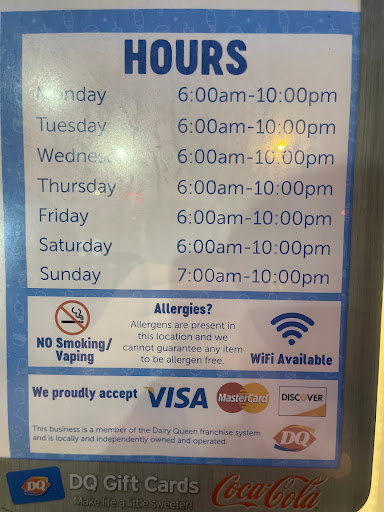 HOURS
Monday 6:00am-10:00pm
Tuesday 6:00am-10:00pm
Wednes 6:00am-10:00pm
Thursday 6:00am-10:00pm
Friday 6:00am-10:00pm
Saturday 6:00am-10:00pm
Sunday 7:00am-10:00pm
NO Smoking/
Vaping
Allergies?
Allergens are present in
this location and we
cannot guarantee any item
to be allergen free.
WiFi Available
We proudly accept VISA MasterCard DISCOVER
This business is a member of the Dairy Queen franchise system
and is locally and independently owned and operated.
DQ
DQ DQ Gift Cards
Make life a little sweeter!
Coca-Cola